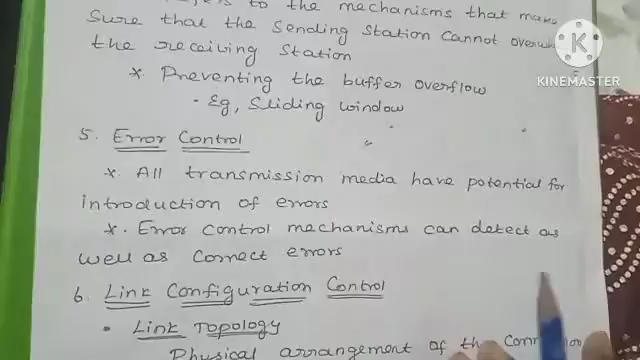 to the mechanisms that make
sure that the sending station cannot
the receiving station
* Preventing the buffer overflow
• Eg, Sliding window
5. Error Control
* All transmission media have potential for
introduction of errors
* Error control mechanisms can detect as
well as correct errors
6. Link Configuration Control
• Link Topology
Physical arrangement of the
KINEMASTER